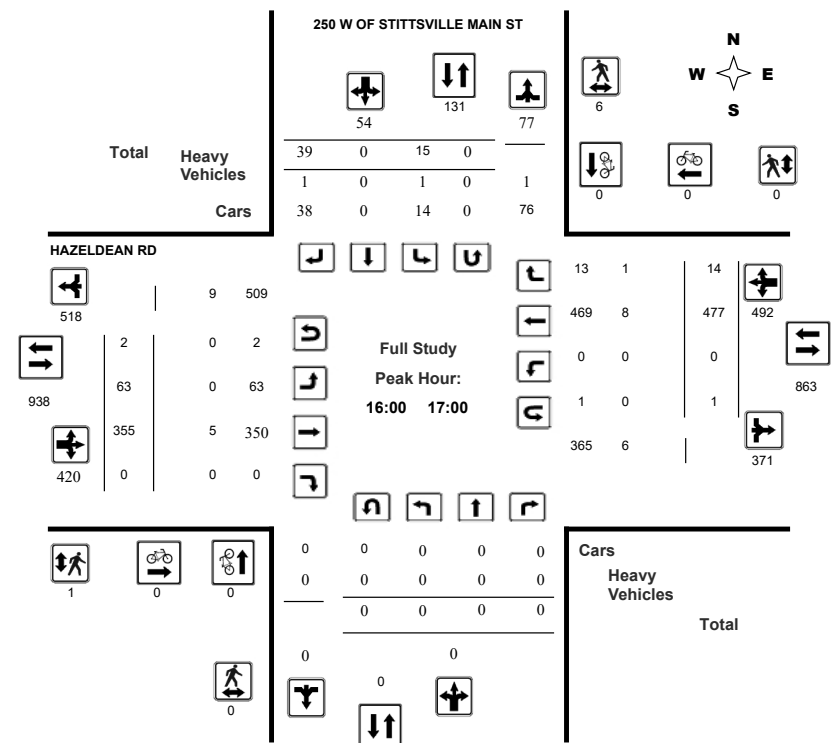 250 W OF STITTSVILLE MAIN ST
N
W E
S
131
6
54 77
Total Heavy Vehicles
39 0 15 0
1 0 1 0 1
Cars 38 0 14 0 76
0 0 0
HAZELDEAN RD
518 9 509
13 1 14
469 8 477 492
2 0 2
Full Study
0 0 0
938 63 0 63
Peak Hour:
863
16:00 17:00
1 0 1
355 5 350
365 6 371
420 0 0 0
0 0 0 0 0
Cars
0 0 0 0 0
Heavy
Vehicles
1 0 0
0 0 0 0
Total
0 0
0
0